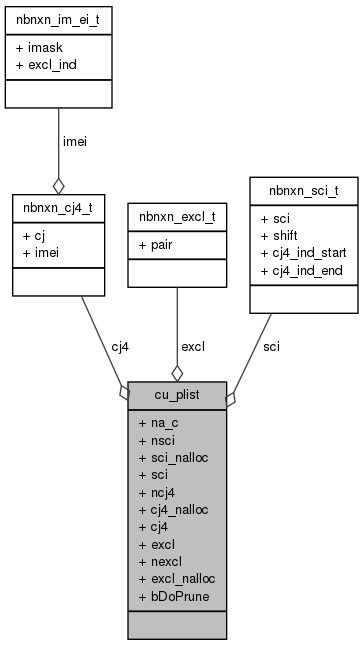 nbnxn_im_ei_t
+ imask
+ excl_ind
imei
nbnxn_cj4_t
+ cj
+ imei
nbnxn_excl_t
+ pair
nbnxn_sci_t
+ sci
+ shift
+ cj4_ind_start
+ cj4_ind_end
cj4
excl
sci
cu_plist
+ na_c
+ nsci
+ sci_nalloc
+ sci
+ ncj4
+ cj4_nalloc
+ cj4
+ excl
+ nexcl
+ excl_nalloc
+ bDoPrune